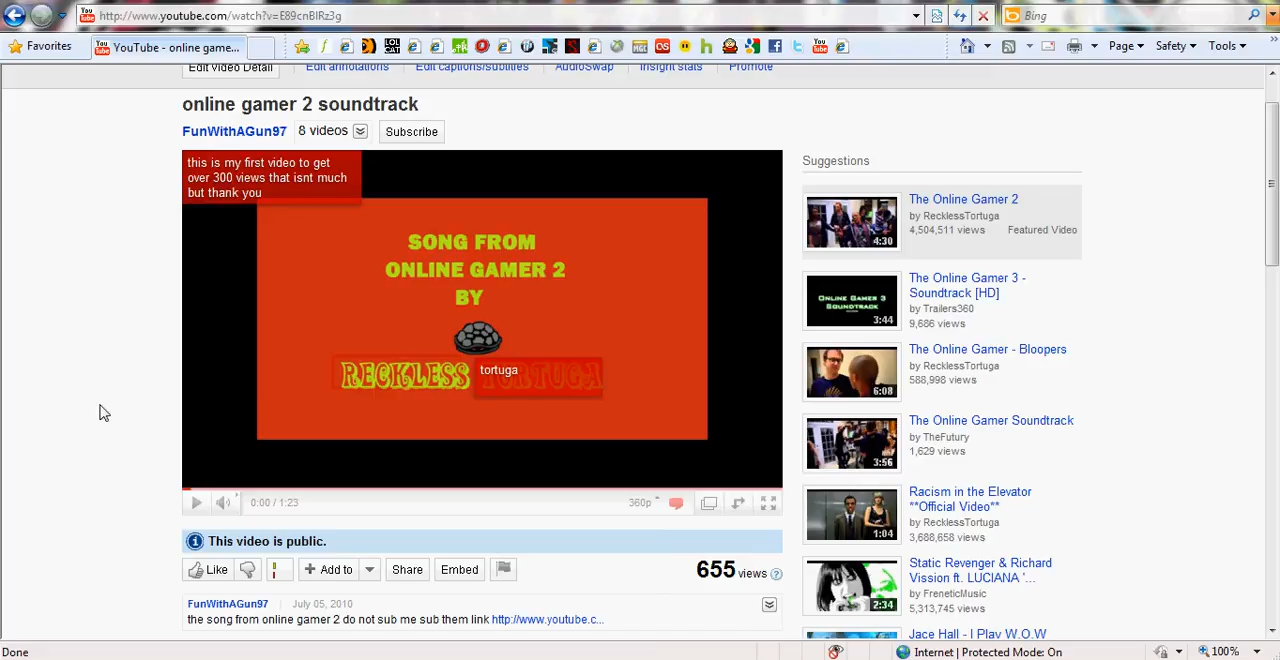 http://www.youtube.com/watch?v=E89cnBlRz3g
Bing
Favorites
YouTube - online game...
Page
Safety
Tools
Edit Video Detail
Edit annotations
Edit captions/subtitles
AudioSwap
Insight stats
Promote
online gamer 2 soundtrack
FunWithAGun97 8 videos Subscribe
this is my first video to get
over 300 views that isnt much
but thank you
SONG FROM
ONLINE GAMER 2
BY
RECKLESS TORTUGA
tortuga
0:00 / 1:23
360p
This video is public.
Like
Add to
Share
Embed
655 views
FunWithAGun97 July 05, 2010
the song from online gamer 2 do not sub me sub them link http://www.youtube.c...
Suggestions
The Online Gamer 2
by RecklessTortuga
4,504,511 views Featured Video
4:30
The Online Gamer 3 -
Soundtrack [HD]
by Trailers360
9,686 views
ONLINE GAMER 3
SOUNDTRACK
3:44
The Online Gamer - Bloopers
by RecklessTortuga
588,998 views
6:08
The Online Gamer Soundtrack
by TheFutury
1,629 views
3:56
Racism in the Elevator
**Official Video**
by RecklessTortuga
3,688,658 views
1:04
Static Revenger & Richard
Vission ft. LUCIANA '...
by FreneticMusic
5,313,745 views
2:34
Jace Hall - I Play W.O.W
Done
Internet | Protected Mode: On
100%